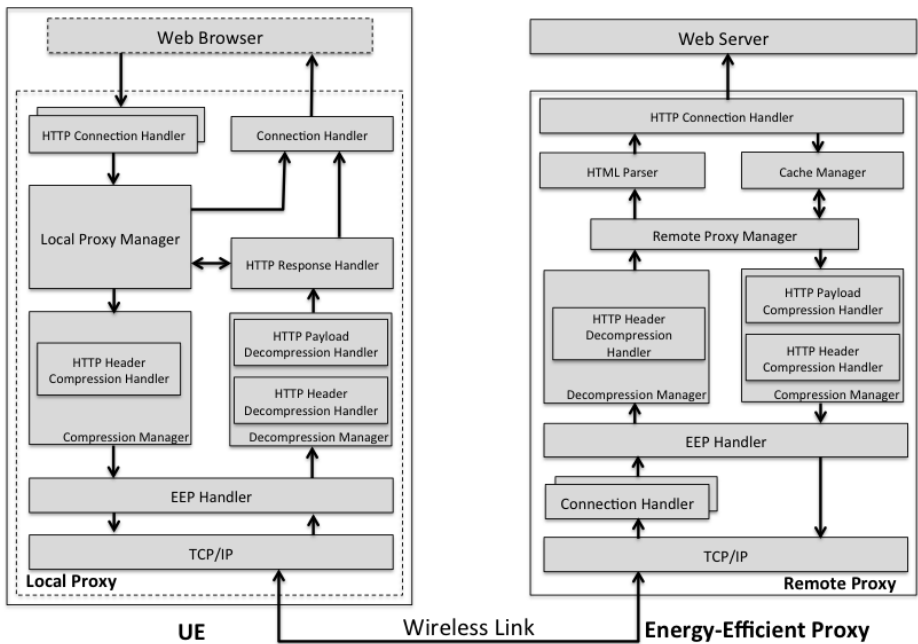 Web Browser
HTTP Connection Handler
Connection Handler
Local Proxy Manager
HTTP Response Handler
HTTP Header
Compression Handler
Compression Manager
HTTP Payload
Decompression Handler
HTTP Header
Decompression Handler
Decompression Manager
EEP Handler
TCP/IP
Local Proxy
UE
Wireless Link
Web Server
HTTP Connection Handler
HTML Parser
Cache Manager
Remote Proxy Manager
HTTP Header
Decompression
Handler
Decompression Manager
HTTP Payload
Compression Handler
HTTP Header
Compression Handler
Compression Manager
EEP Handler
Connection Handler
TCP/IP
Remote Proxy
Energy-Efficient Proxy